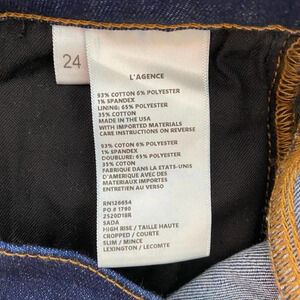 24
L'AGENCE
93% COTTON 6% POLYESTER
1% SPANDEX
LINING: 65% POLYESTER
35% COTTON
MADE IN THE USA
WITH IMPORTED MATERIALS
CARE INSTRUCTIONS ON REVERSE
93% COTON 6% POLYESTER
1% SPANDEX
DOUBLURE: 65% POLYESTER
35% COTON
FABRIQUE DANS LA ETATS-UNIS
D'AMERIQUE AVEC DES
MATERIAUX IMPORTES
ENTRETIEN AU VERSO
RN126654
PO # 1790
2520D18R
SADA
HIGH RISE / TAILLE HAUTE
CROPPED / COURTE
SLIM / MINCE
LEXINGTON / LECOMTE